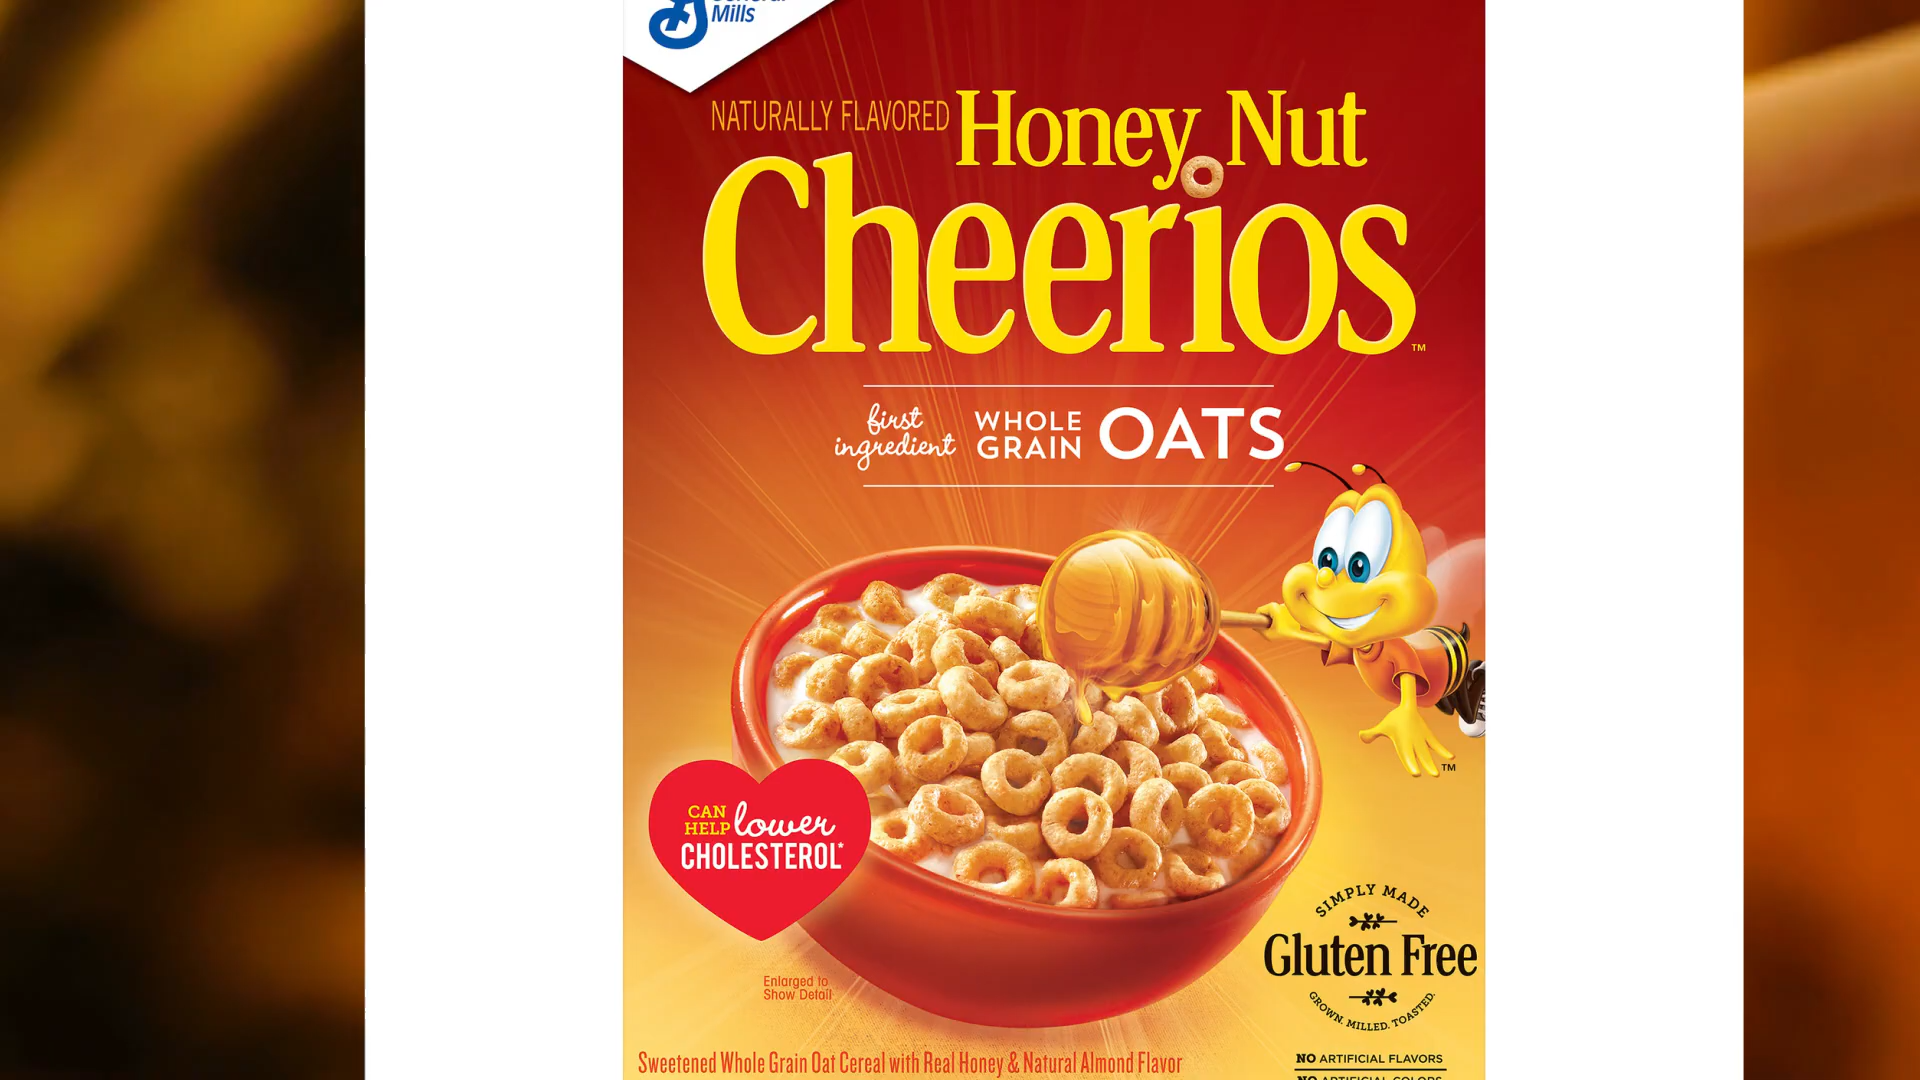 Mills
NATURALLY FLAVORED Honey Nut
Cheerios™
first ingredient WHOLE GRAIN OATS
CAN HELP lower
CHOLESTEROL*
™
SIMPLY MADE
Gluten Free
GROWN. MILLED. TOASTED.
Enlarged to
Show Detail
Sweetened Whole Grain Oat Cereal with Real Honey & Natural Almond Flavor
NO ARTIFICIAL FLAVORS